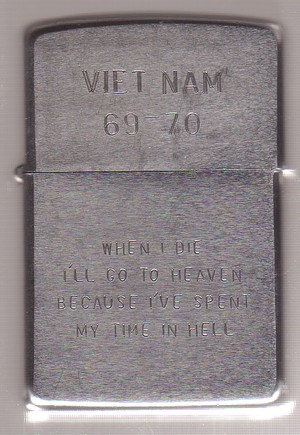 VIET NAM
69-70
WHEN I DIE
I'LL GO TO HEAVEN
BECAUSE I'VE SPENT
MY TIME IN HELL